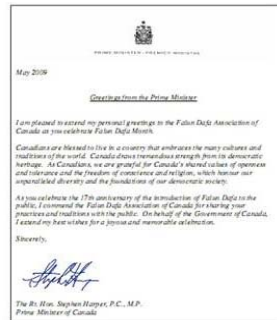 PRIME MINISTER - PREMIER MINISTRE
May 2009
Greetings from the Prime Minister
I am pleased to extend my personal greetings to the Falun Dafa Association of
Canada as you celebrate Falun Dafa Month.
Canadians are blessed to live in a country that embraces the many cultures and
traditions of the world. Canada draws tremendous strength from its democratic
heritage. As Canadians, we are grateful for Canada's shared values of openness
and tolerance and the freedom of conscience and religion, which honour our
unparalleled diversity and the foundations of our democratic society.
As you celebrate the 17th anniversary of the introduction of Falun Dafa to the
public, I commend the Falun Dafa Association of Canada for sharing your
practices and traditions with the public. On behalf of the Government of Canada,
I extend my best wishes for a joyous and memorable celebration.
Sincerely,
The Rt. Hon. Stephen Harper, P.C., M.P.
Prime Minister of Canada